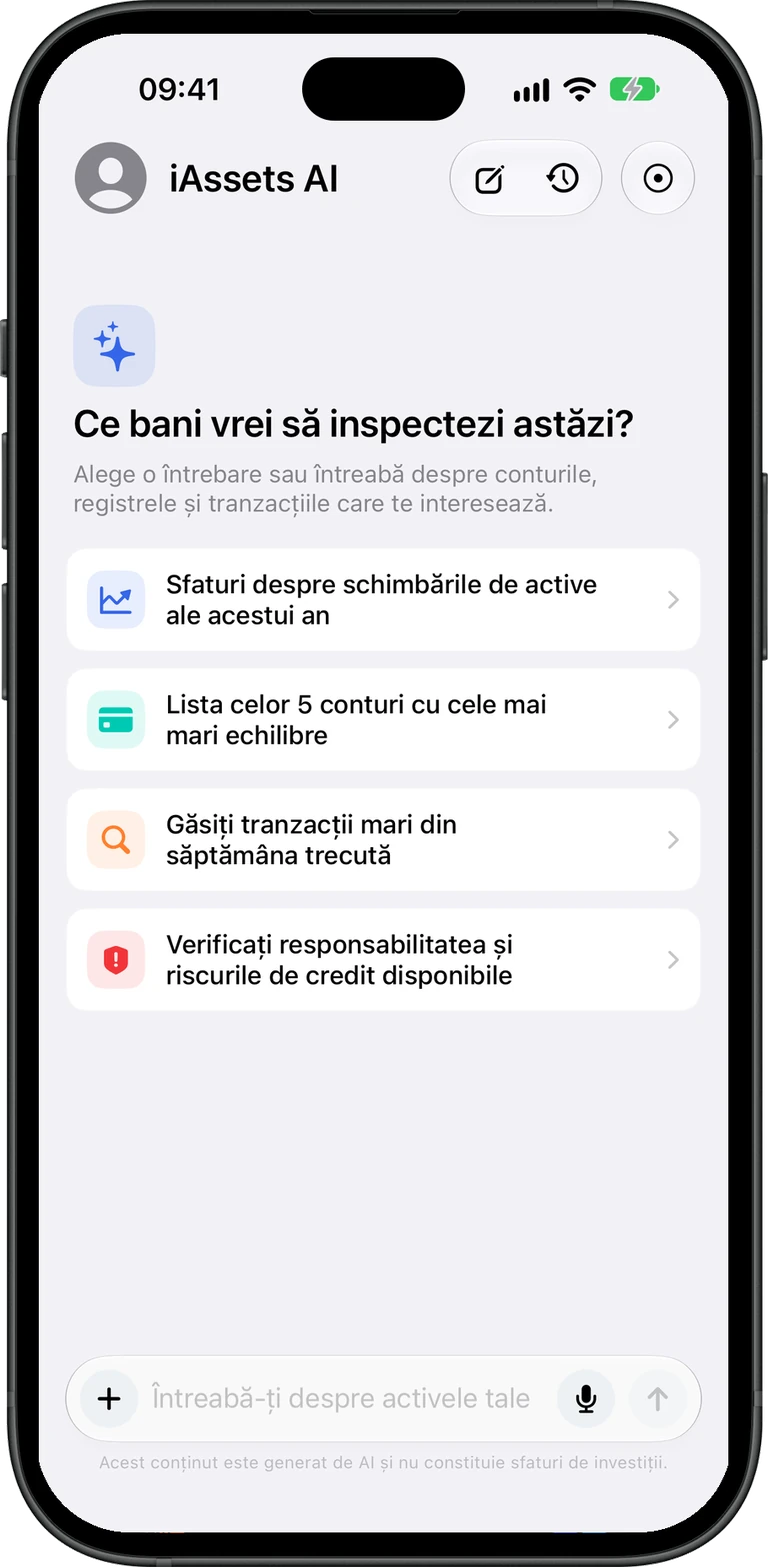 09:41
iAssets AI
Ce bani vrei să inspectezi astăzi?
Alege o întrebare sau întreabă despre conturile,
registrele și tranzacțiile care te interesează.
Sfaturi despre schimbările de active
ale acestui an
Lista celor 5 conturi cu cele mai
mari echilibre
Găsiți tranzacții mari din
săptămâna trecută
Verificați responsabilitatea și
riscurile de credit disponibile
Întreabă-ți despre activele tale
Acest conținut este generat de AI și nu constituie sfaturi de investiții.